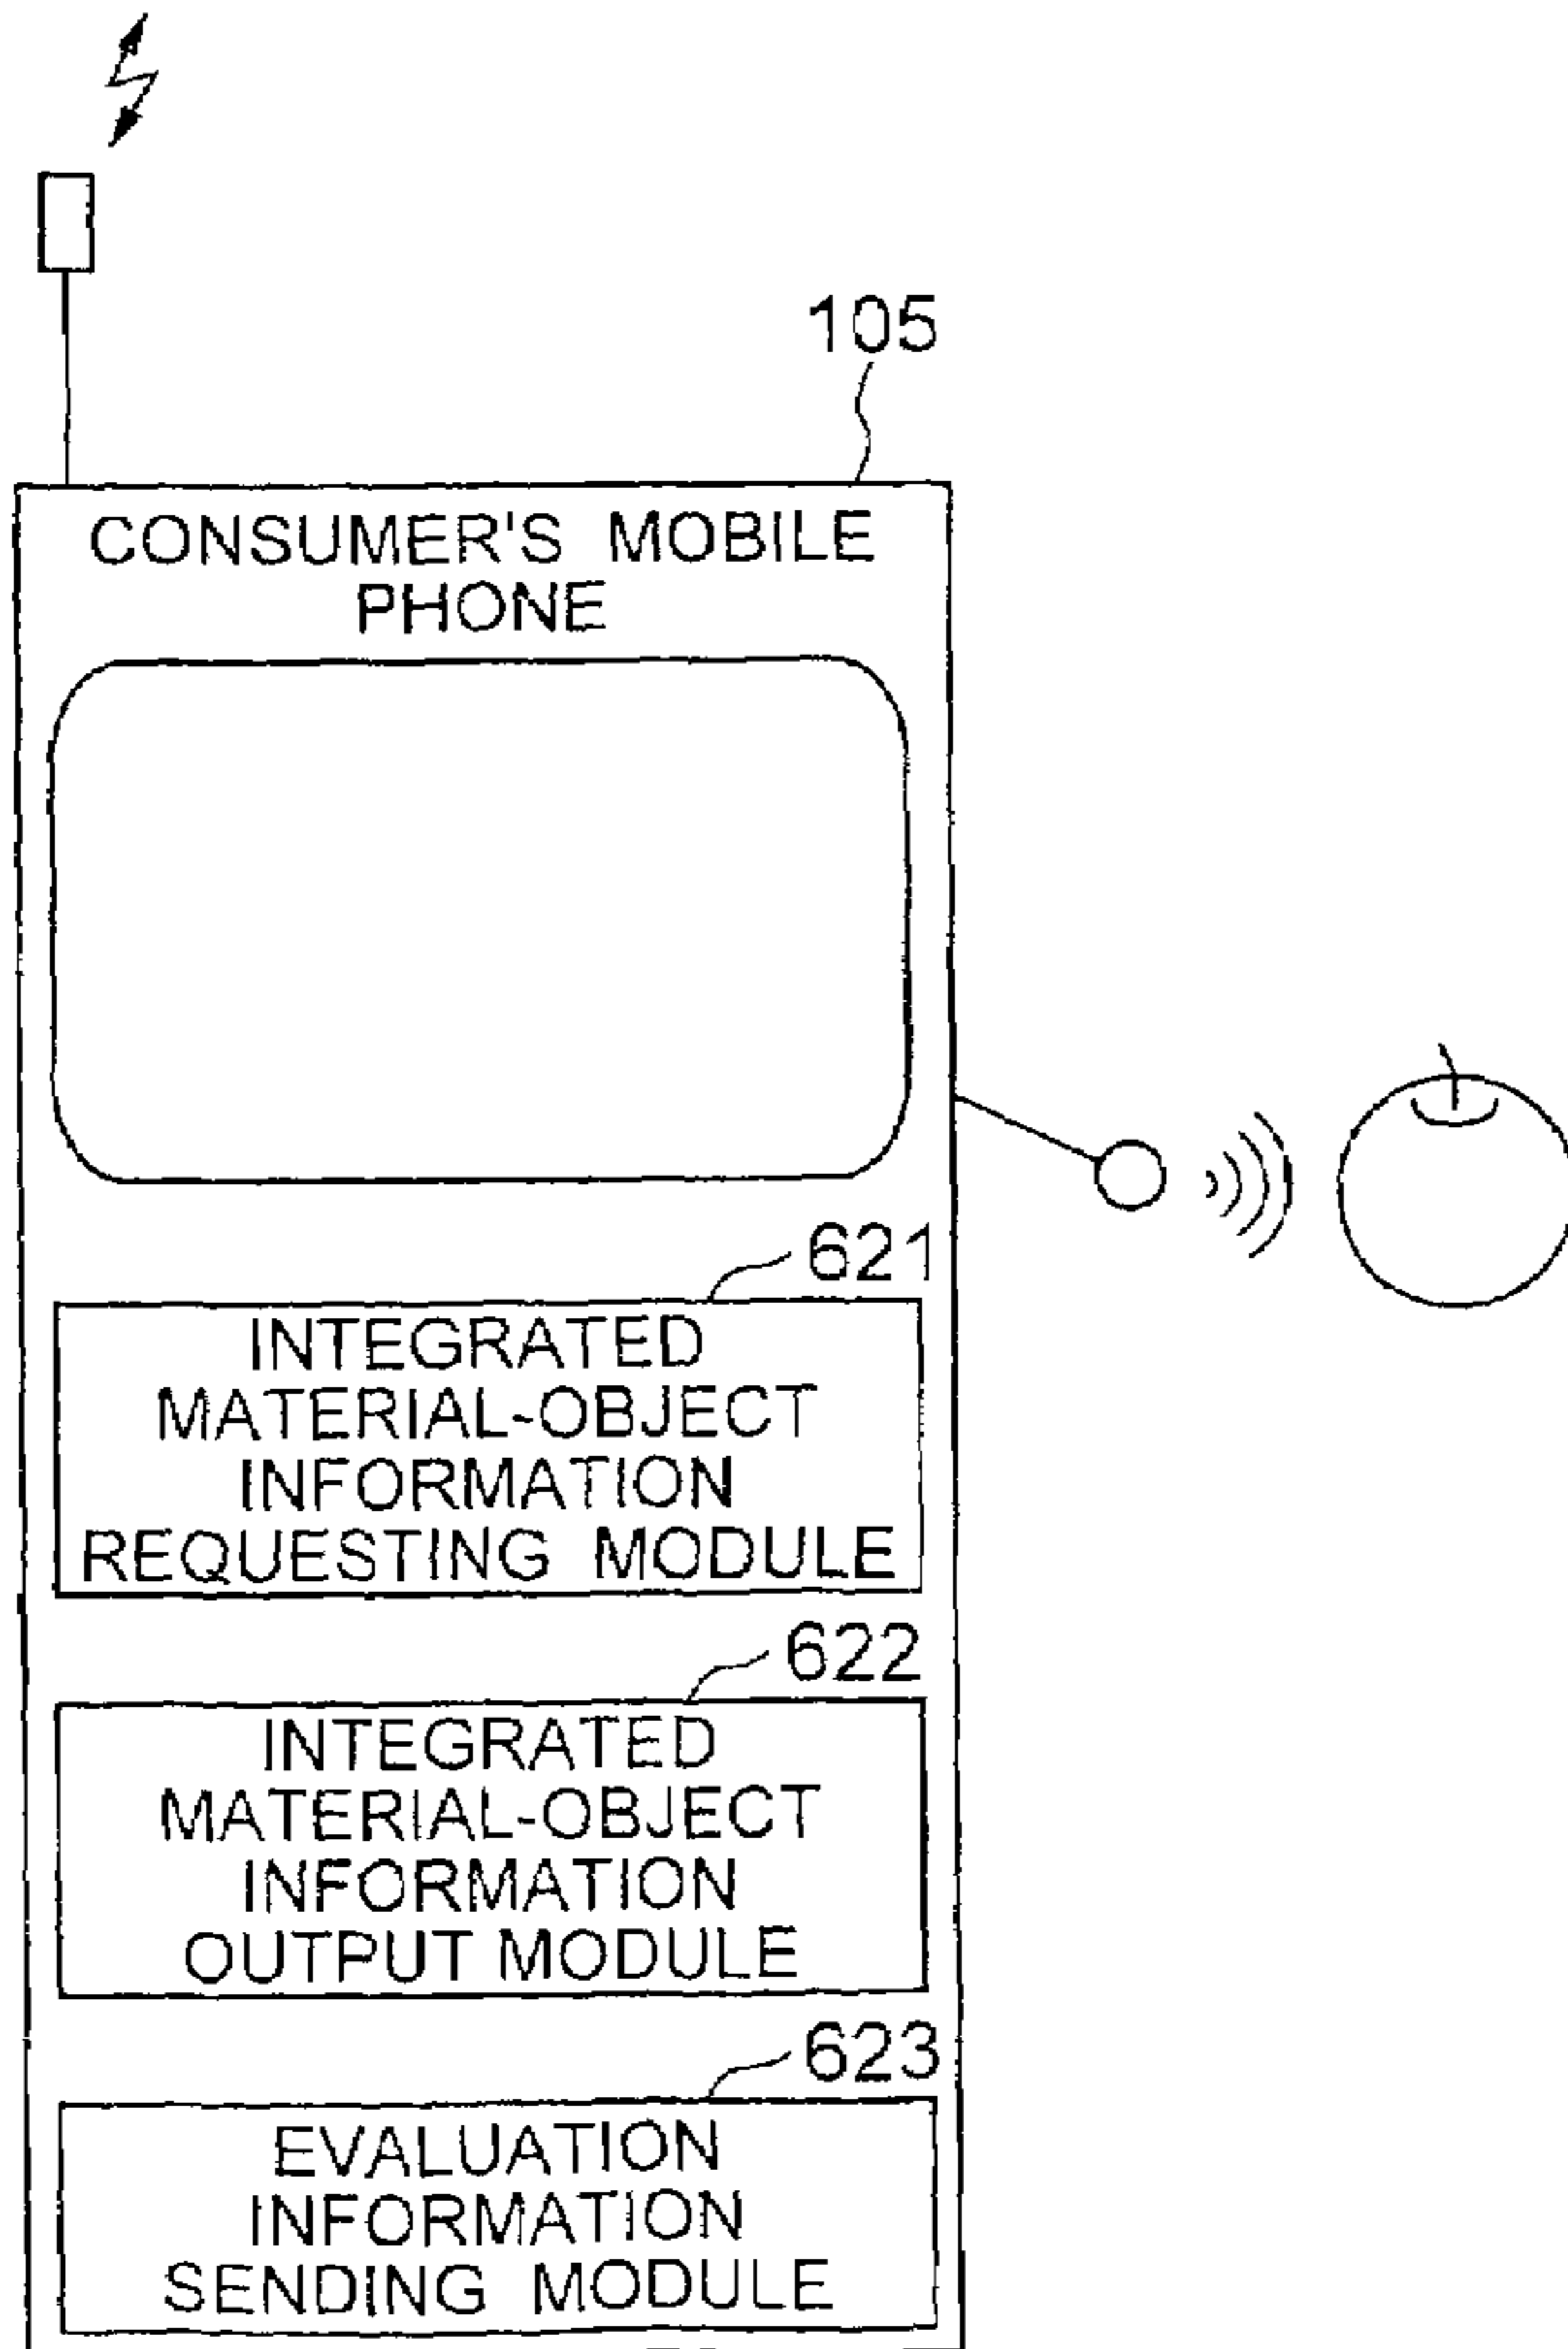 105
CONSUMER'S MOBILE
PHONE
621
INTEGRATED
MATERIAL-OBJECT
INFORMATION
REQUESTING MODULE
622
INTEGRATED
MATERIAL-OBJECT
INFORMATION
OUTPUT MODULE
623
EVALUATION
INFORMATION
SENDING MODULE